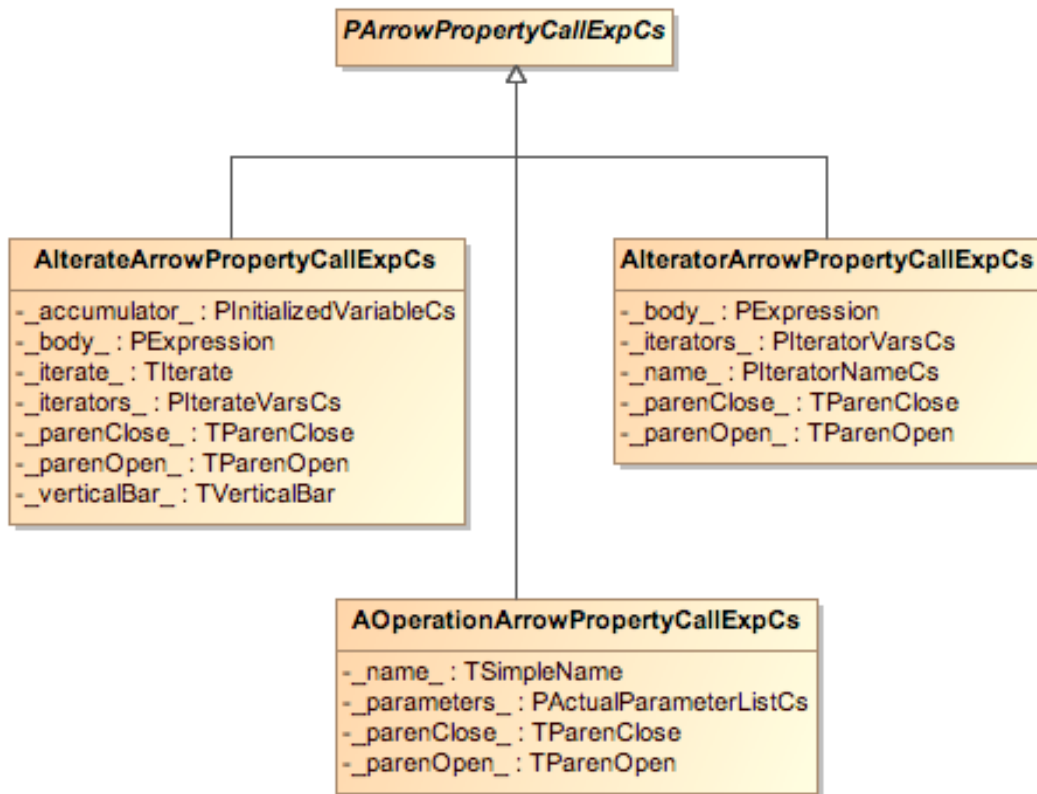 PArrowPropertyCallExpCs
AIterateArrowPropertyCallExpCs
-_accumulator_ : PInitializedVariableCs
-_body_ : PExpression
-_iterate_ : TIterate
-_iterators_ : PIterateVarsCs
-_parenClose_ : TParenClose
-_parenOpen_ : TParenOpen
-_verticalBar_ : TVerticalBar
AIteratorArrowPropertyCallExpCs
-_body_ : PExpression
-_iterators_ : PIteratorVarsCs
-_name_ : PIteratorNameCs
-_parenClose_ : TParenClose
-_parenOpen_ : TParenOpen
AOperationArrowPropertyCallExpCs
-_name_ : TSimpleName
-_parameters_ : PActualParameterListCs
-_parenClose_ : TParenClose
-_parenOpen_ : TParenOpen